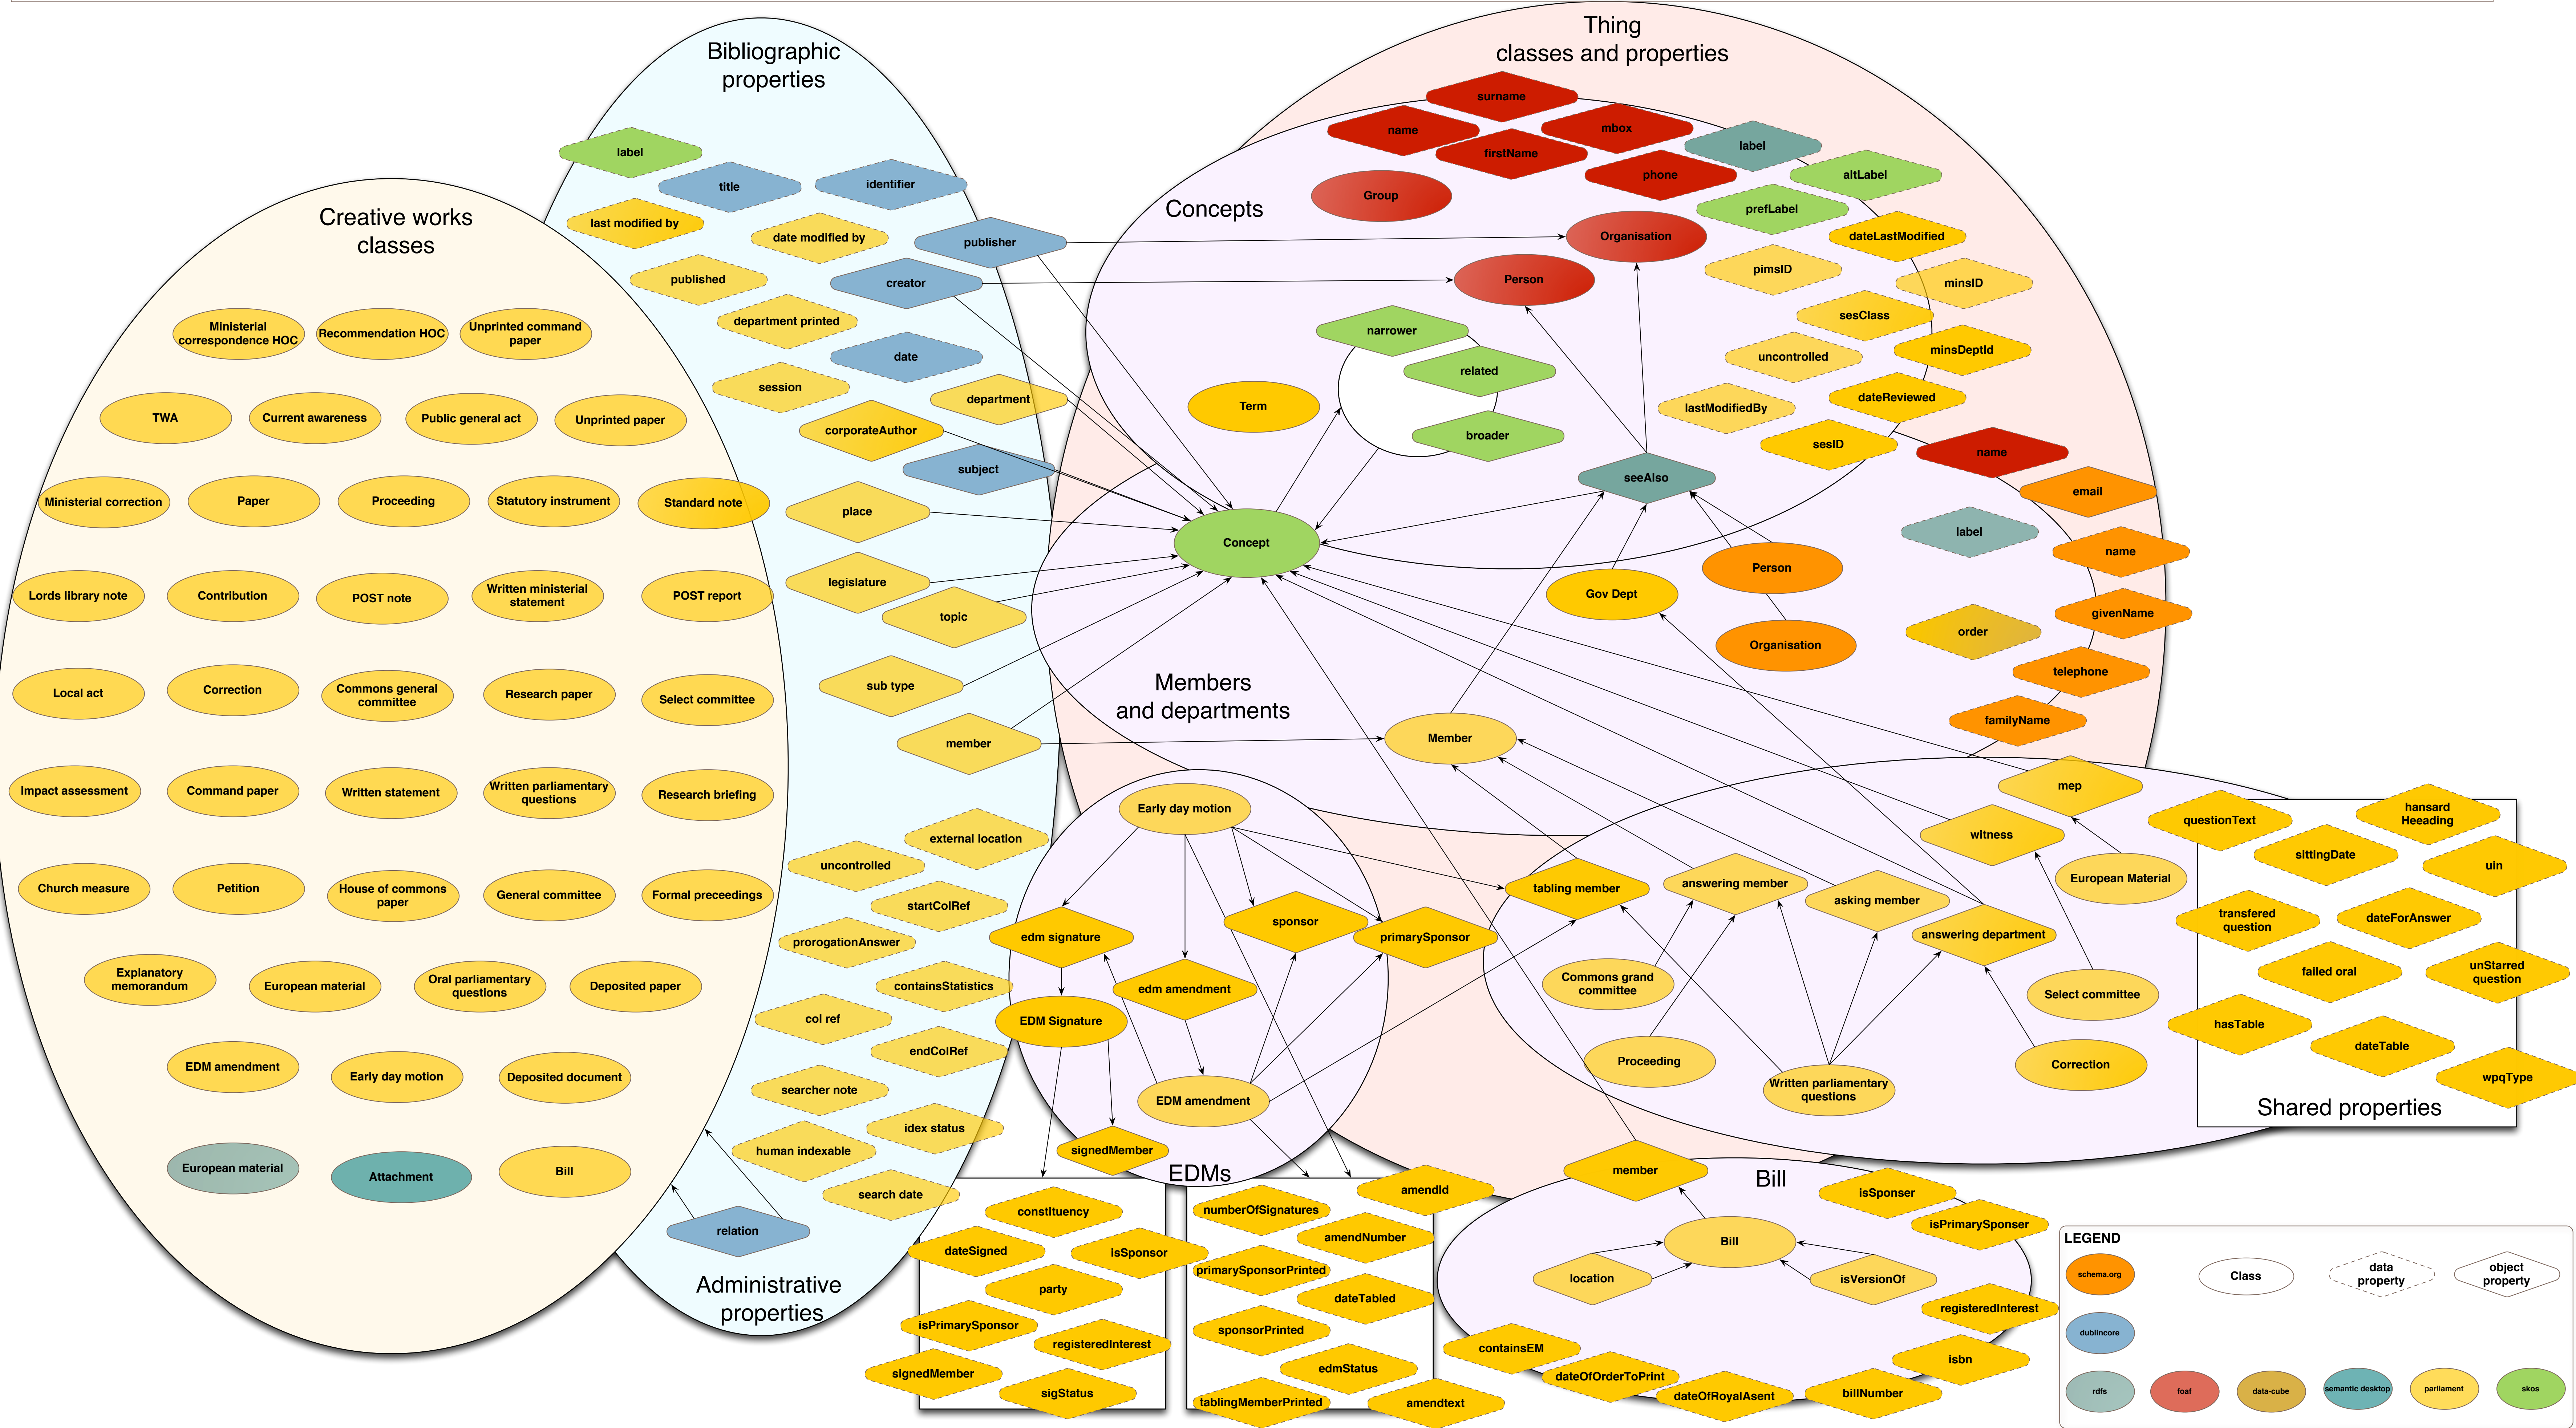 Creative works
classes
Ministerial
correspondence HOC
Recommendation HOC
Unprinted command
paper
TWA
Current awareness
Public general act
Unprinted paper
Ministerial correction
Paper
Proceeding
Statutory instrument
Standard note
Lords library note
Contribution
POST note
Written ministerial
statement
POST report
Local act
Correction
Commons general
committee
Research paper
Select committee
Impact assessment
Command paper
Written statement
Written parliamentary
questions
Research briefing
Church measure
Petition
House of commons
paper
General committee
Formal preceedings
Explanatory
memorandum
European material
Oral parliamentary
questions
Deposited paper
EDM amendment
Early day motion
Deposited document
European material
Attachment
Bill
Bibliographic
properties
label
title
identifier
last modified by
date modified by
publisher
published
creator
department printed
date
session
department
corporateAuthor
subject
place
legislature
topic
sub type
member
external location
uncontrolled
startColRef
prorogationAnswer
containsStatistics
col ref
endColRef
searcher note
idex status
human indexable
search date
relation
Administrative
properties
Thing
classes and properties
Concepts
surname
name
mbox
firstName
label
phone
altLabel
Group
prefLabel
Organisation
dateLastModified
Person
pimsID
minsID
narrower
sesClass
related
uncontrolled
minsDeptId
Term
lastModifiedBy
dateReviewed
broader
sesID
seeAlso
Concept
name
email
label
name
Person
Gov Dept
givenName
order
Organisation
telephone
familyName
Members
and departments
Member
Early day motion
edm signature
sponsor
primarySponsor
edm amendment
EDM Signature
EDM amendment
signedMember
EDMs
tabling member
answering member
asking member
answering department
witness
mep
European Material
Commons grand
committee
Proceeding
Written parliamentary
questions
Select committee
Correction
questionText
hansard
Heeading
sittingDate
uin
transfered
question
dateForAnswer
failed oral
unStarred
question
hasTable
dateTable
wpqType
Shared properties
constituency
dateSigned
isSponsor
party
isPrimarySponsor
registeredInterest
signedMember
sigStatus
amendId
numberOfSignatures
amendNumber
primarySponsorPrinted
dateTabled
sponsorPrinted
edmStatus
tablingMemberPrinted
amendtext
member
Bill
isSponser
isPrimarySponser
Bill
location
isVersionOf
registeredInterest
containsEM
isbn
dateOfOrderToPrint
dateOfRoyalAsent
billNumber
LEGEND
schema.org
Class
data
property
object
property
dublincore
rdfs
foaf
data-cube
semantic desktop
parliament
skos